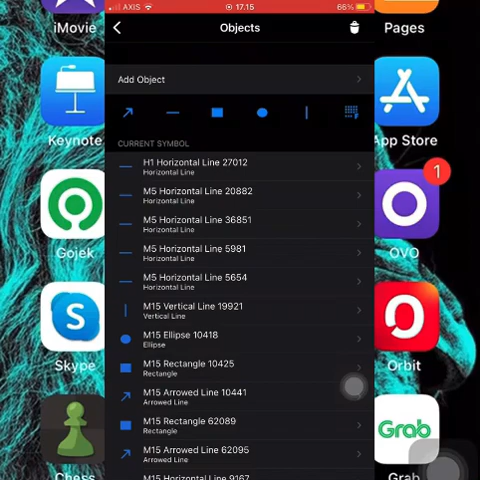 AXIS 17.15 66%
iMovie
Objects
Pages
Add Object
CURRENT SYMBOL
Keynote
App Store
H1 Horizontal Line 27012
Horizontal Line
M5 Horizontal Line 20882
Horizontal Line
1
M5 Horizontal Line 36851
Horizontal Line
M5 Horizontal Line 5981
Horizontal Line
Gojek
OVO
M5 Horizontal Line 5654
Horizontal Line
M15 Vertical Line 19921
Vertical Line
S
M15 Ellipse 10418
Ellipse
Skype
Orbit
M15 Rectangle 10425
Rectangle
M15 Arrowed Line 10441
Arrowed Line
M15 Rectangle 62089
Rectangle
Grab
M15 Arrowed Line 62095
Arrowed Line
Chess
Grab
M15 Horizontal Line 9167